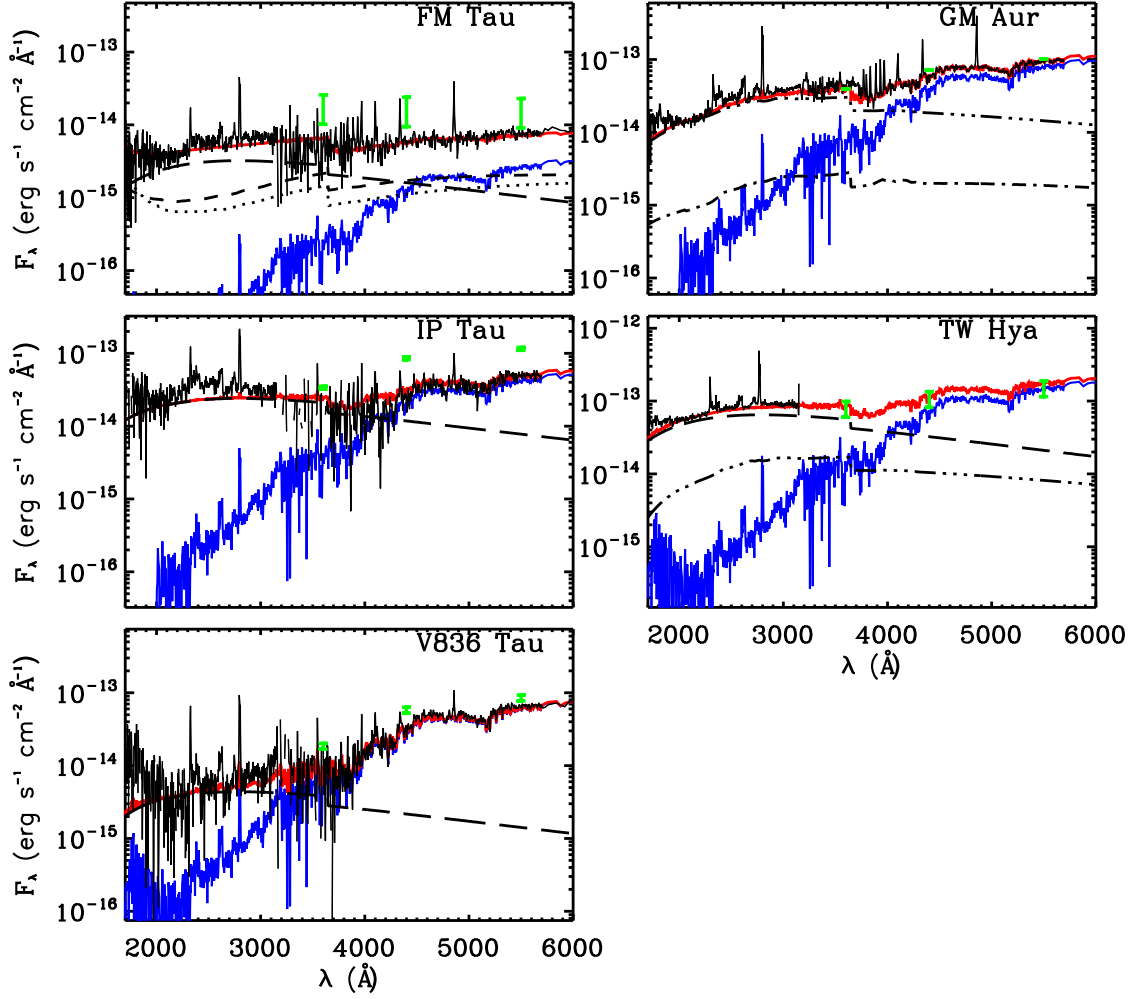 FM Tau
GM Aur
10⁻¹³
10⁻¹⁴
10⁻¹⁵
10⁻¹⁶
F_λ (erg s⁻¹ cm⁻² Å⁻¹)
10⁻¹³
10⁻¹⁴
10⁻¹⁵
10⁻¹⁶
IP Tau
TW Hya
10⁻¹³
10⁻¹⁴
10⁻¹⁵
10⁻¹⁶
F_λ (erg s⁻¹ cm⁻² Å⁻¹)
10⁻¹²
10⁻¹³
10⁻¹⁴
10⁻¹⁵
2000 3000 4000 5000 6000
λ (Å)
V836 Tau
10⁻¹³
10⁻¹⁴
10⁻¹⁵
10⁻¹⁶
F_λ (erg s⁻¹ cm⁻² Å⁻¹)
2000 3000 4000 5000 6000
λ (Å)